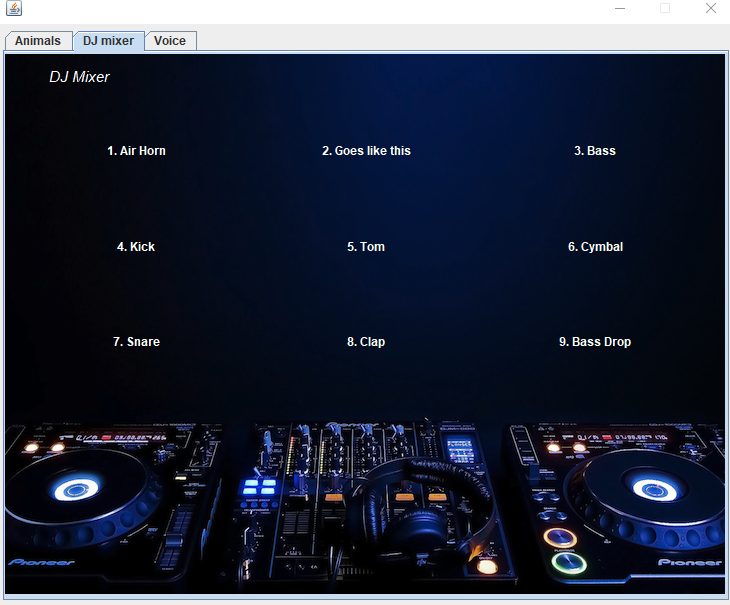 Animals
DJ mixer
Voice
DJ Mixer
1. Air Horn
2. Goes like this
3. Bass
4. Kick
5. Tom
6. Cymbal
7. Snare
8. Clap
9. Bass Drop
Pioneer
Pioneer